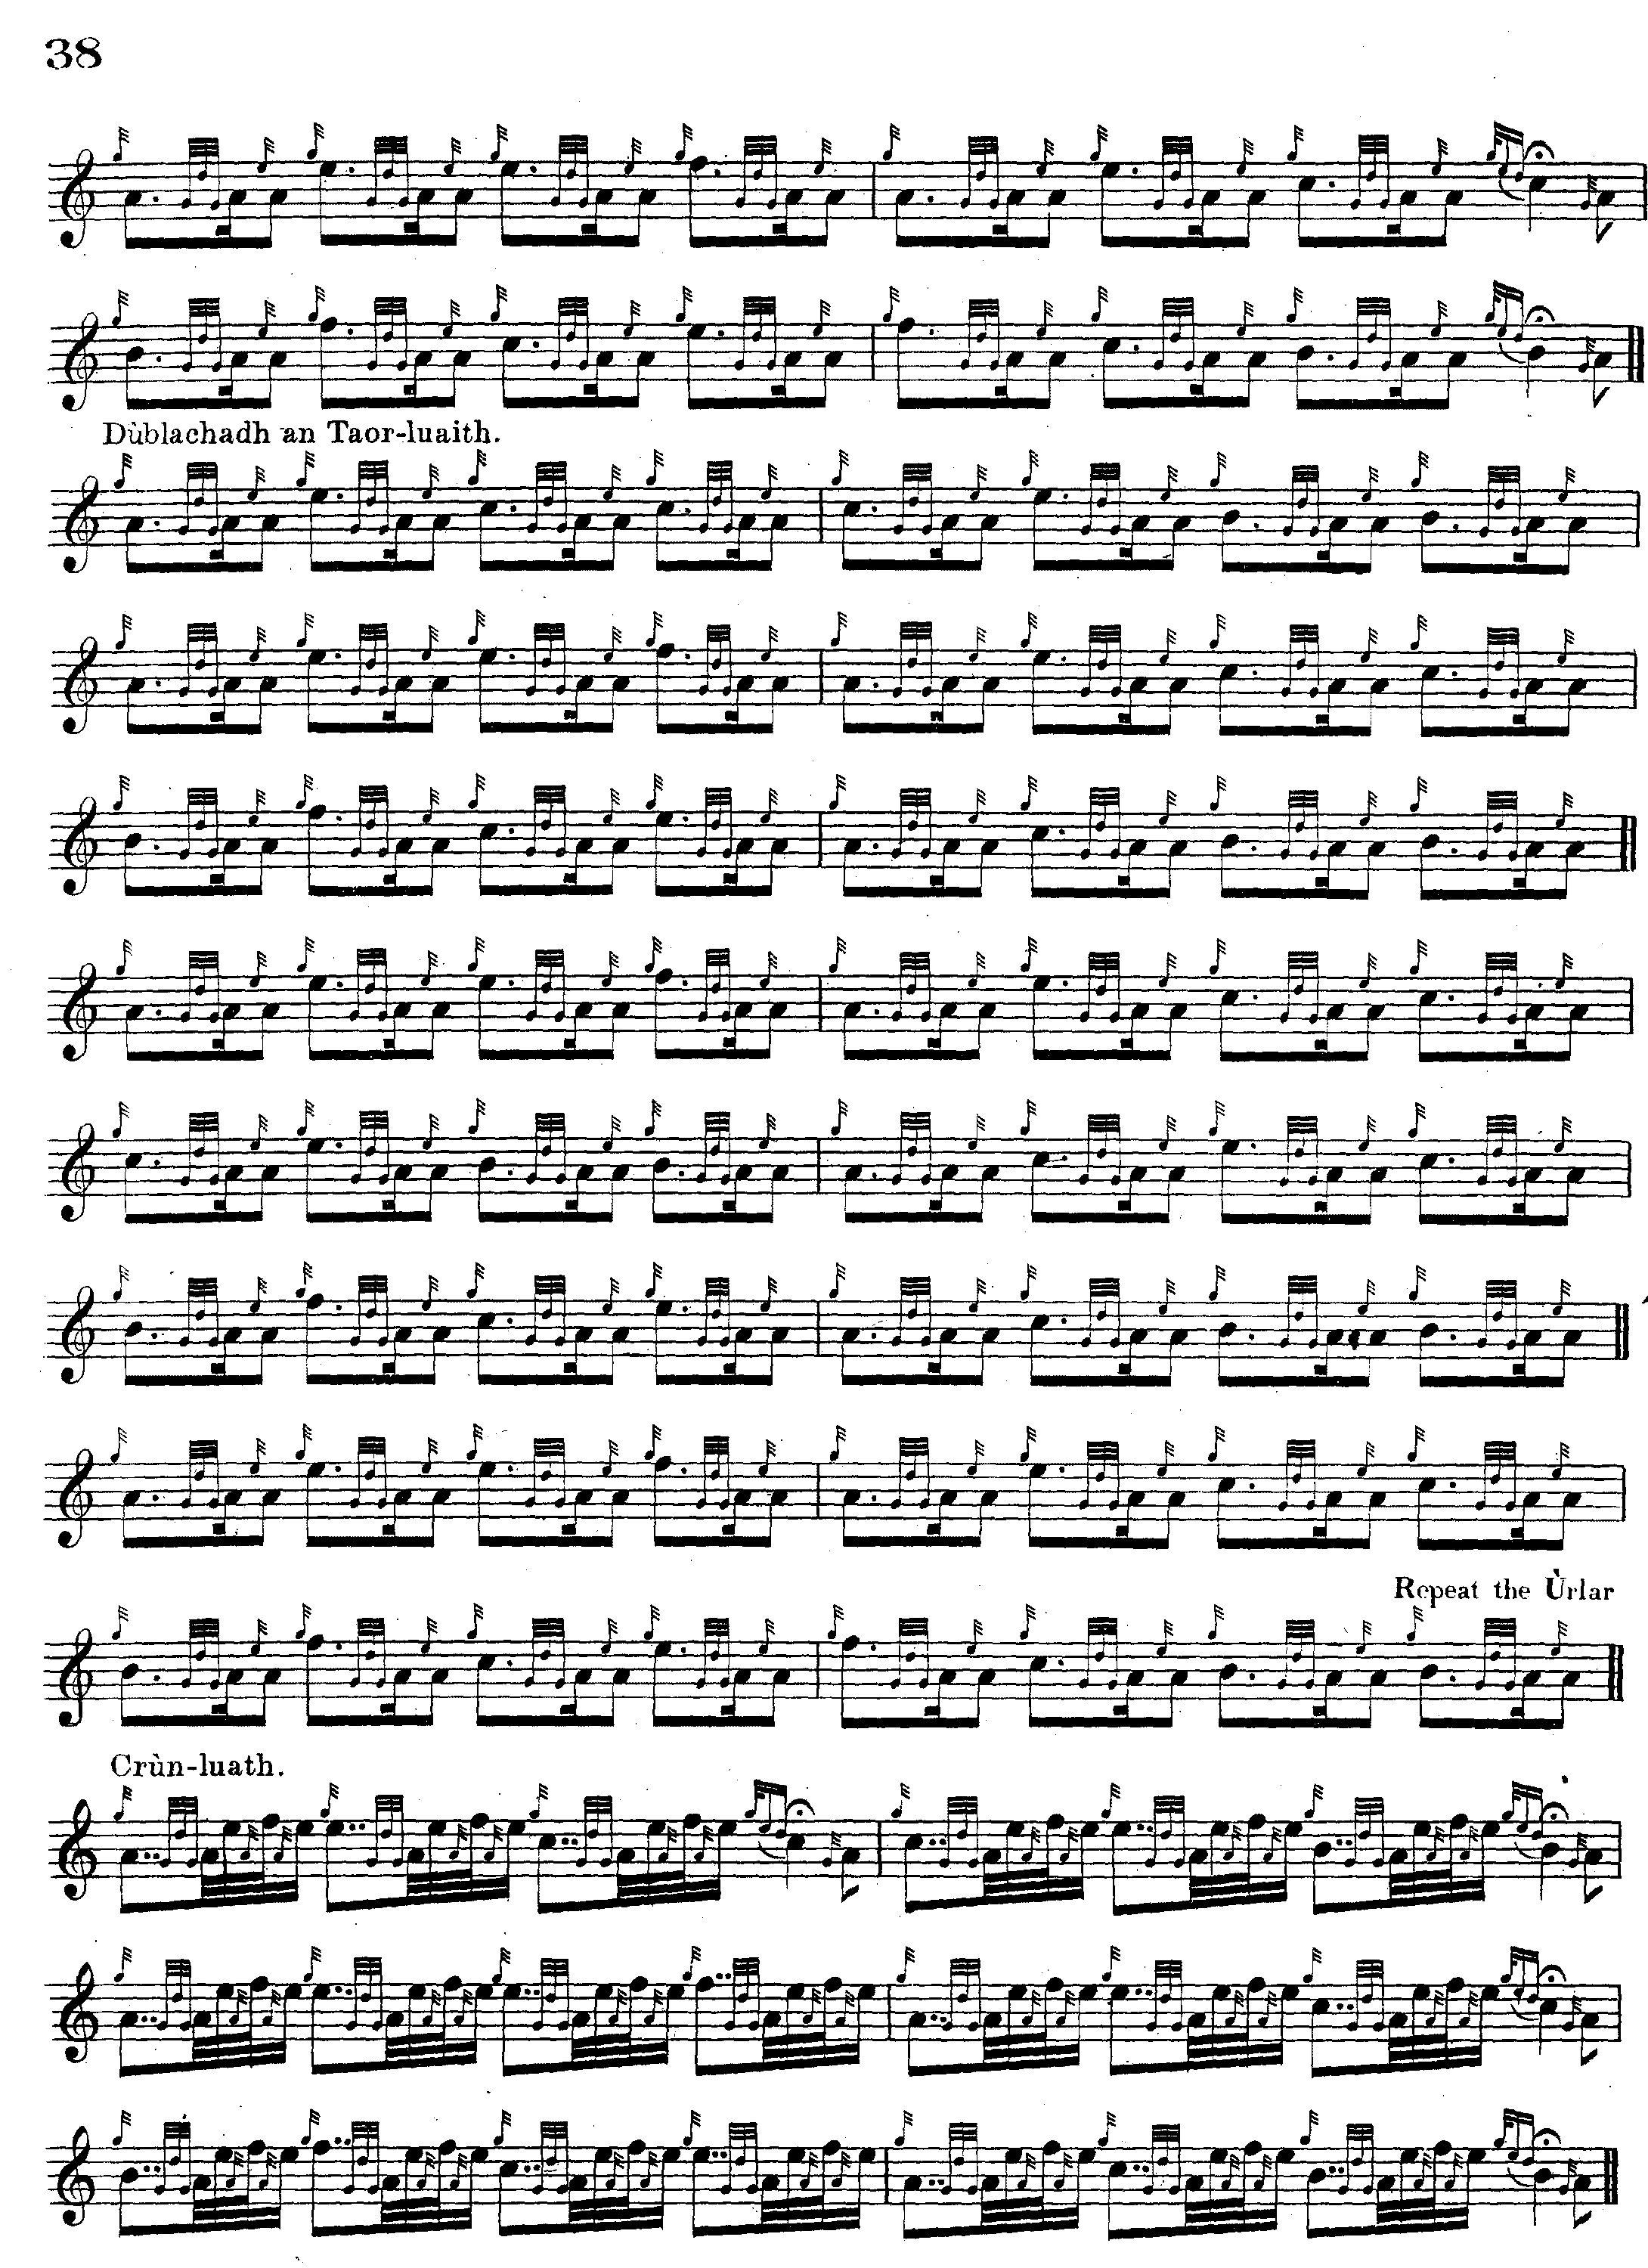 38
Dùblachadh an Taor-luaith.
Repeat the Ùrlar
Crùn-luath.